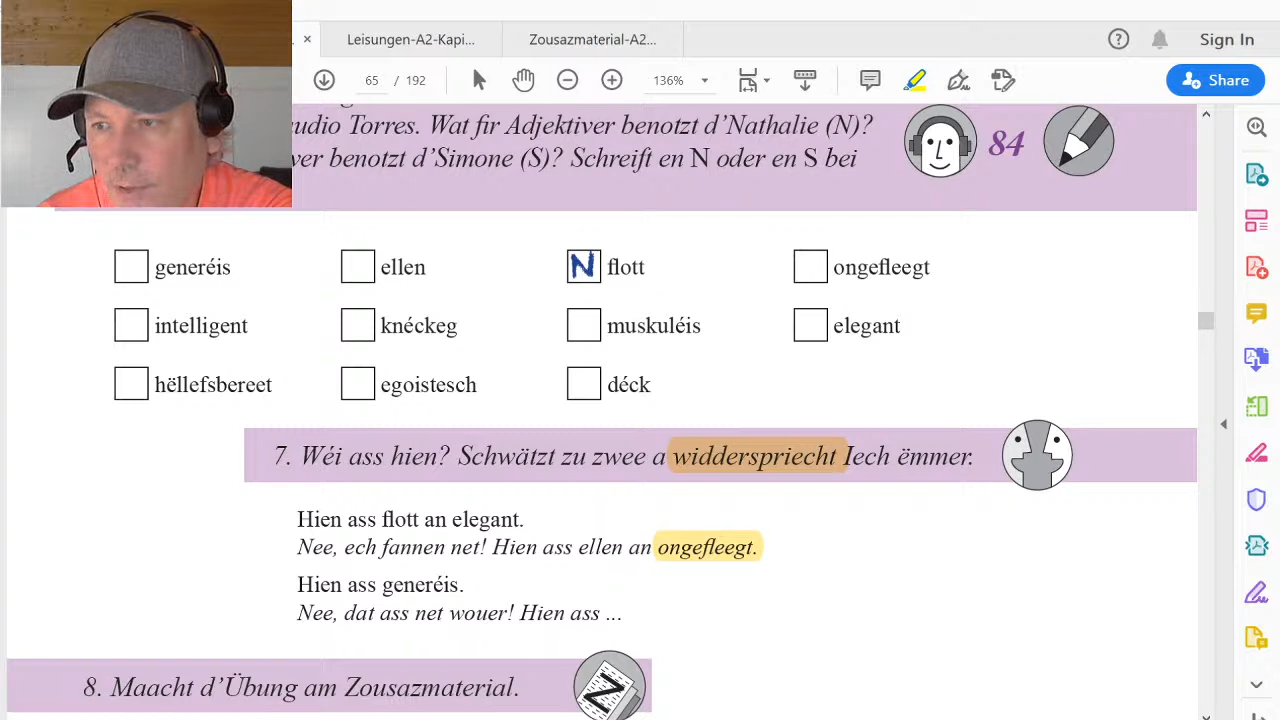 × Leisungen-A2-Kapi... Zousazmaterial-A2... Sign In
65 / 192 136% Share
udio Torres. Wat fir Adjektiver benotzt d'Nathalie (N)?
84
ver benotzt d'Simone (S)? Schreift en N oder en S bei
generéis ellen N flott ongefleegt
intelligent knéckeg muskuléis elegant
hëllefsbereet egoistesch déck
7. Wéi ass hien? Schwätzt zu zwee a widderspriecht Iech ëmmer.
Hien ass flott an elegant.
Nee, ech fannen net! Hien ass ellen an ongefleegt.
Hien ass generéis.
Nee, dat ass net wouer! Hien ass ...
8. Maacht d'Übung am Zousazmaterial.
Z